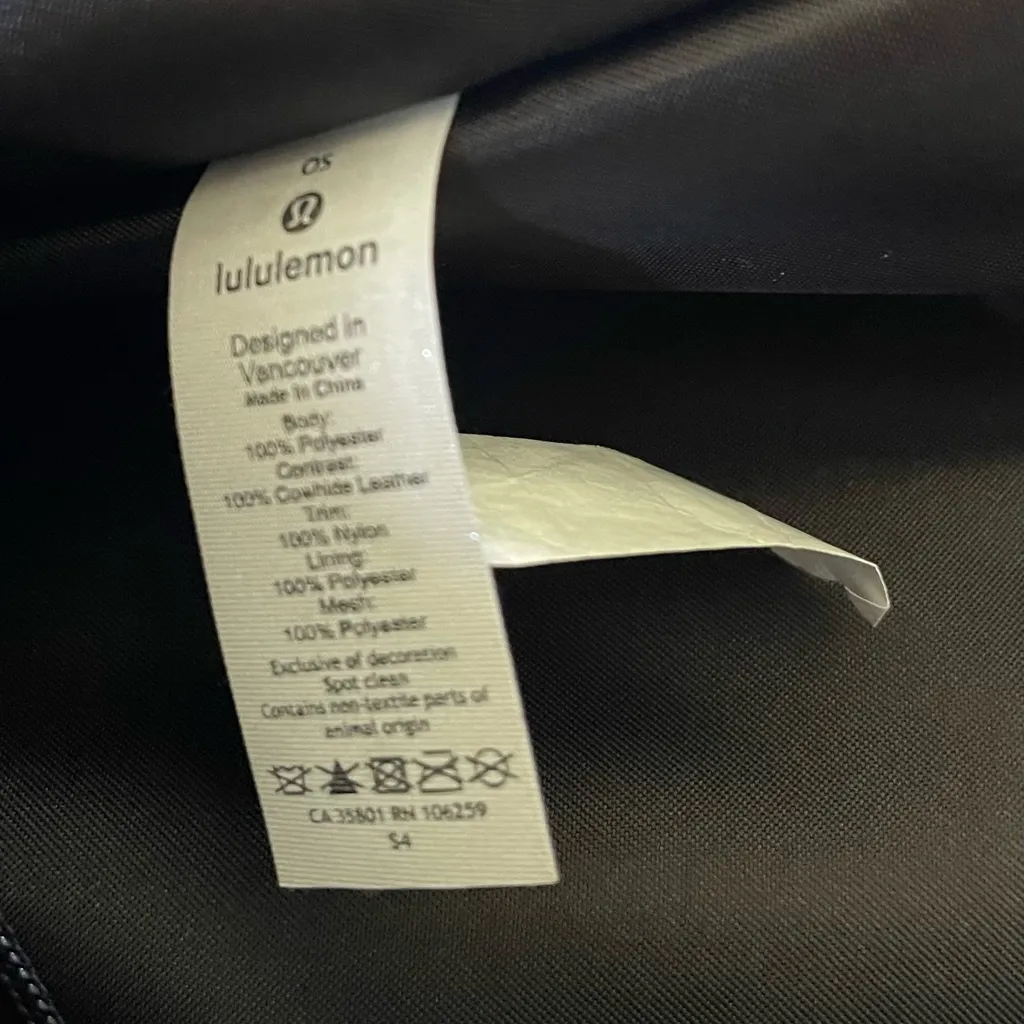 OS
lululemon
Designed in
Vancouver
Made in China
Body:
100% Polyester
Contrast:
100% Cowhide Leather
Trim:
100% Nylon
Lining:
100% Polyester
Mesh:
100% Polyester
Exclusive of decoration
Spot clean
Contains non-textile parts of
animal origin
CA 35801 RN 106259
S4